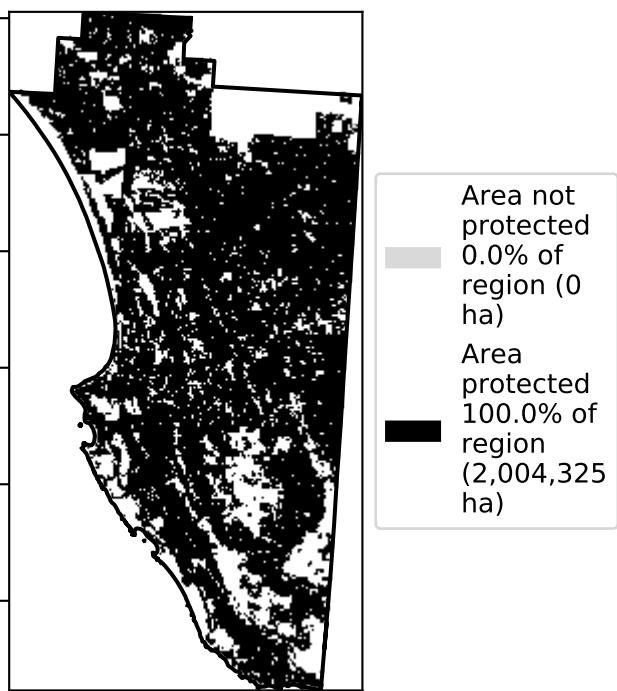 Area not
protected
0.0% of
region (0
ha)
Area
protected
100.0% of
region
(2,004,325
ha)